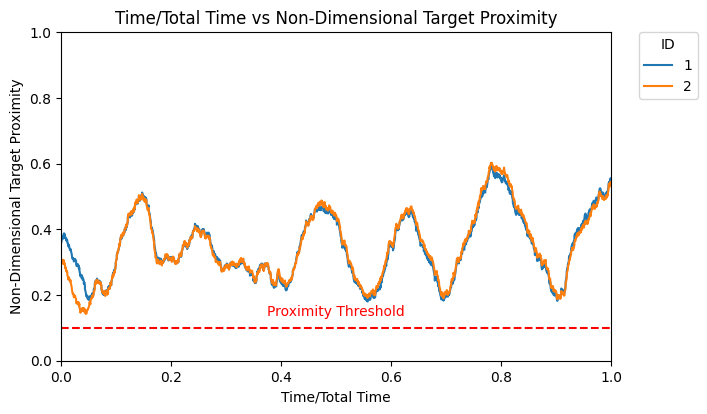 Time/Total Time vs Non-Dimensional Target Proximity
ID
1
2
Non-Dimensional Target Proximity
1.0
0.8
0.6
0.4
0.2
0.0
Proximity Threshold
0.0 0.2 0.4 0.6 0.8 1.0
Time/Total Time